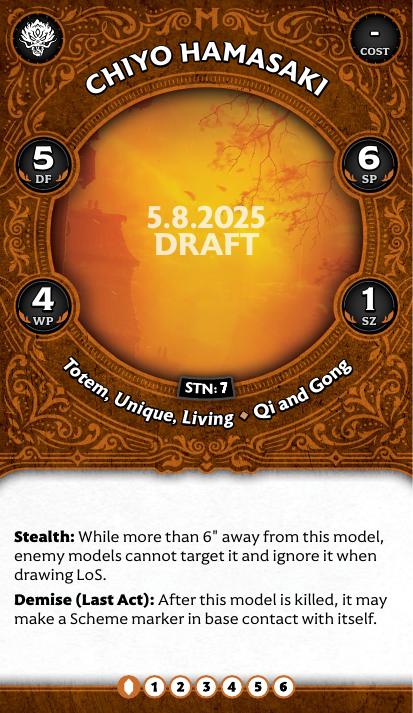 -
COST
CHIYO HAMASAKI
5
DF
6
SP
5.8.2025
DRAFT
4
WP
1
SZ
STN: 7
Totem, Unique, Living ♦ Qi and Gong
Stealth: While more than 6" away from this model,
enemy models cannot target it and ignore it when
drawing LoS.
Demise (Last Act): After this model is killed, it may
make a Scheme marker in base contact with itself.
1 2 3 4 5 6